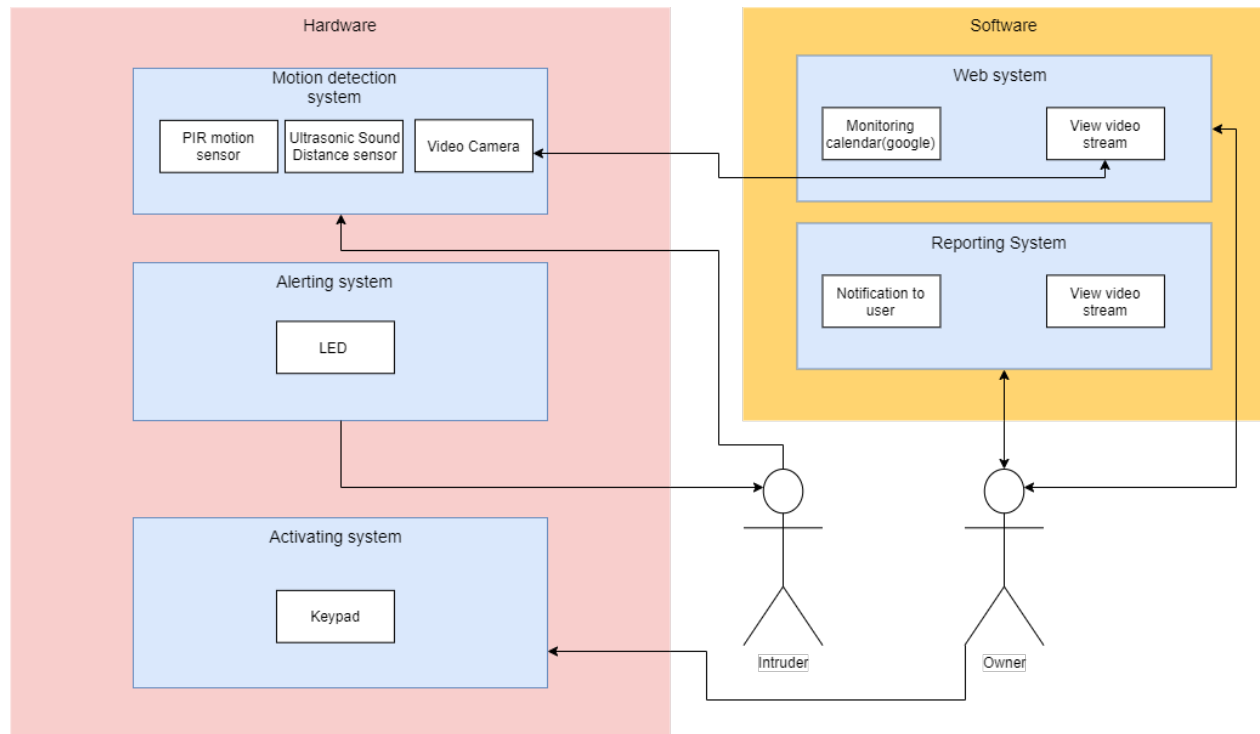 Hardware
Motion detection
system
PIR motion
sensor
Ultrasonic Sound
Distance sensor
Video Camera
Alerting system
LED
Activating system
Keypad
Software
Web system
Monitoring
calendar(google)
View video
stream
Reporting System
Notification to
user
View video
stream
Intruder
Owner